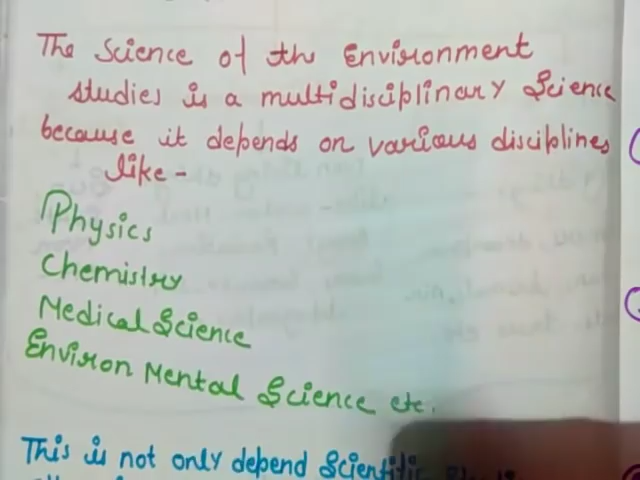 The Science of the Environment
studies is a multidisciplinary Science
because it depends on various disciplines
like -
Physics
Chemistry
Medical Science
Environ Mental Science etc.
This is not only depend Scientific